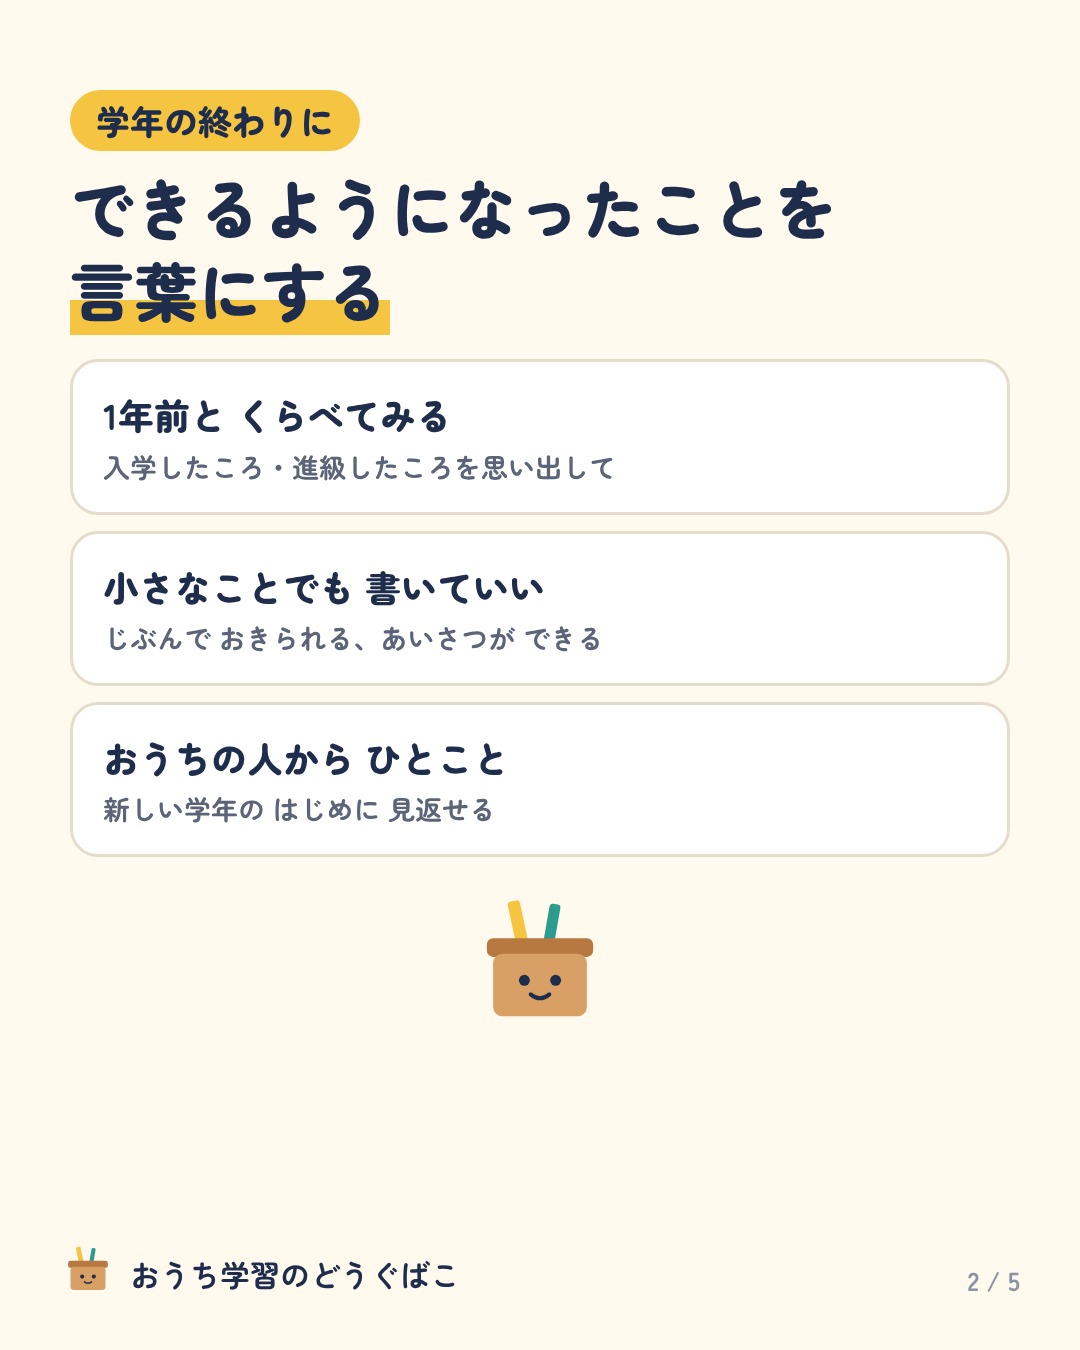 学年の終わりに
できるようになったことを
言葉にする
1年前と くらべてみる
入学したころ・進級したころを思い出して
小さなことでも 書いていい
じぶんで おきられる、あいさつが できる
おうちの人から ひとこと
新しい学年の はじめに 見返せる
おうち学習のどうぐばこ
2 / 5